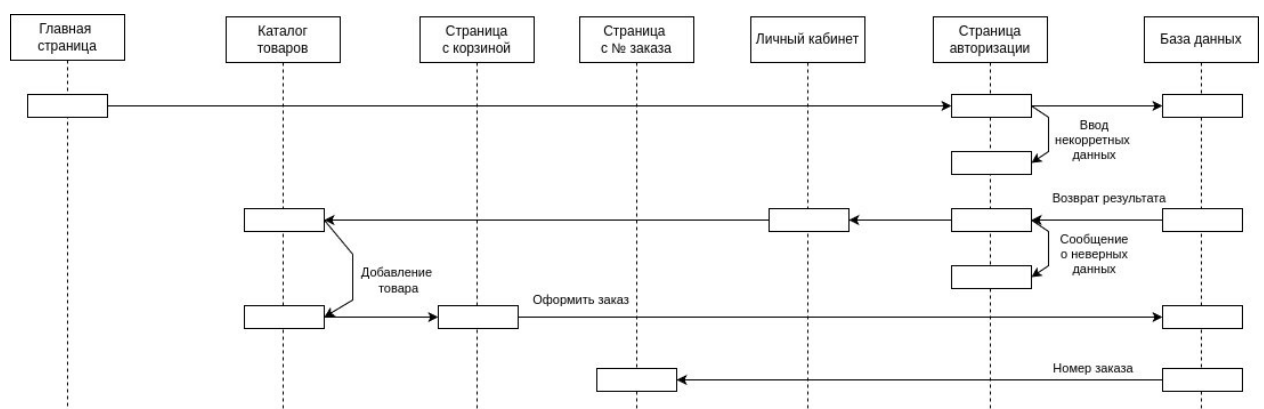 Главная
страница
Каталог
товаров
Страница
с корзиной
Страница
с № заказа
Личный кабинет
Страница
авторизации
База данных
Ввод
некорретных
данных
Возврат результата
Сообщение
о неверных
данных
Добавление
товара
Оформить заказ
Номер заказа